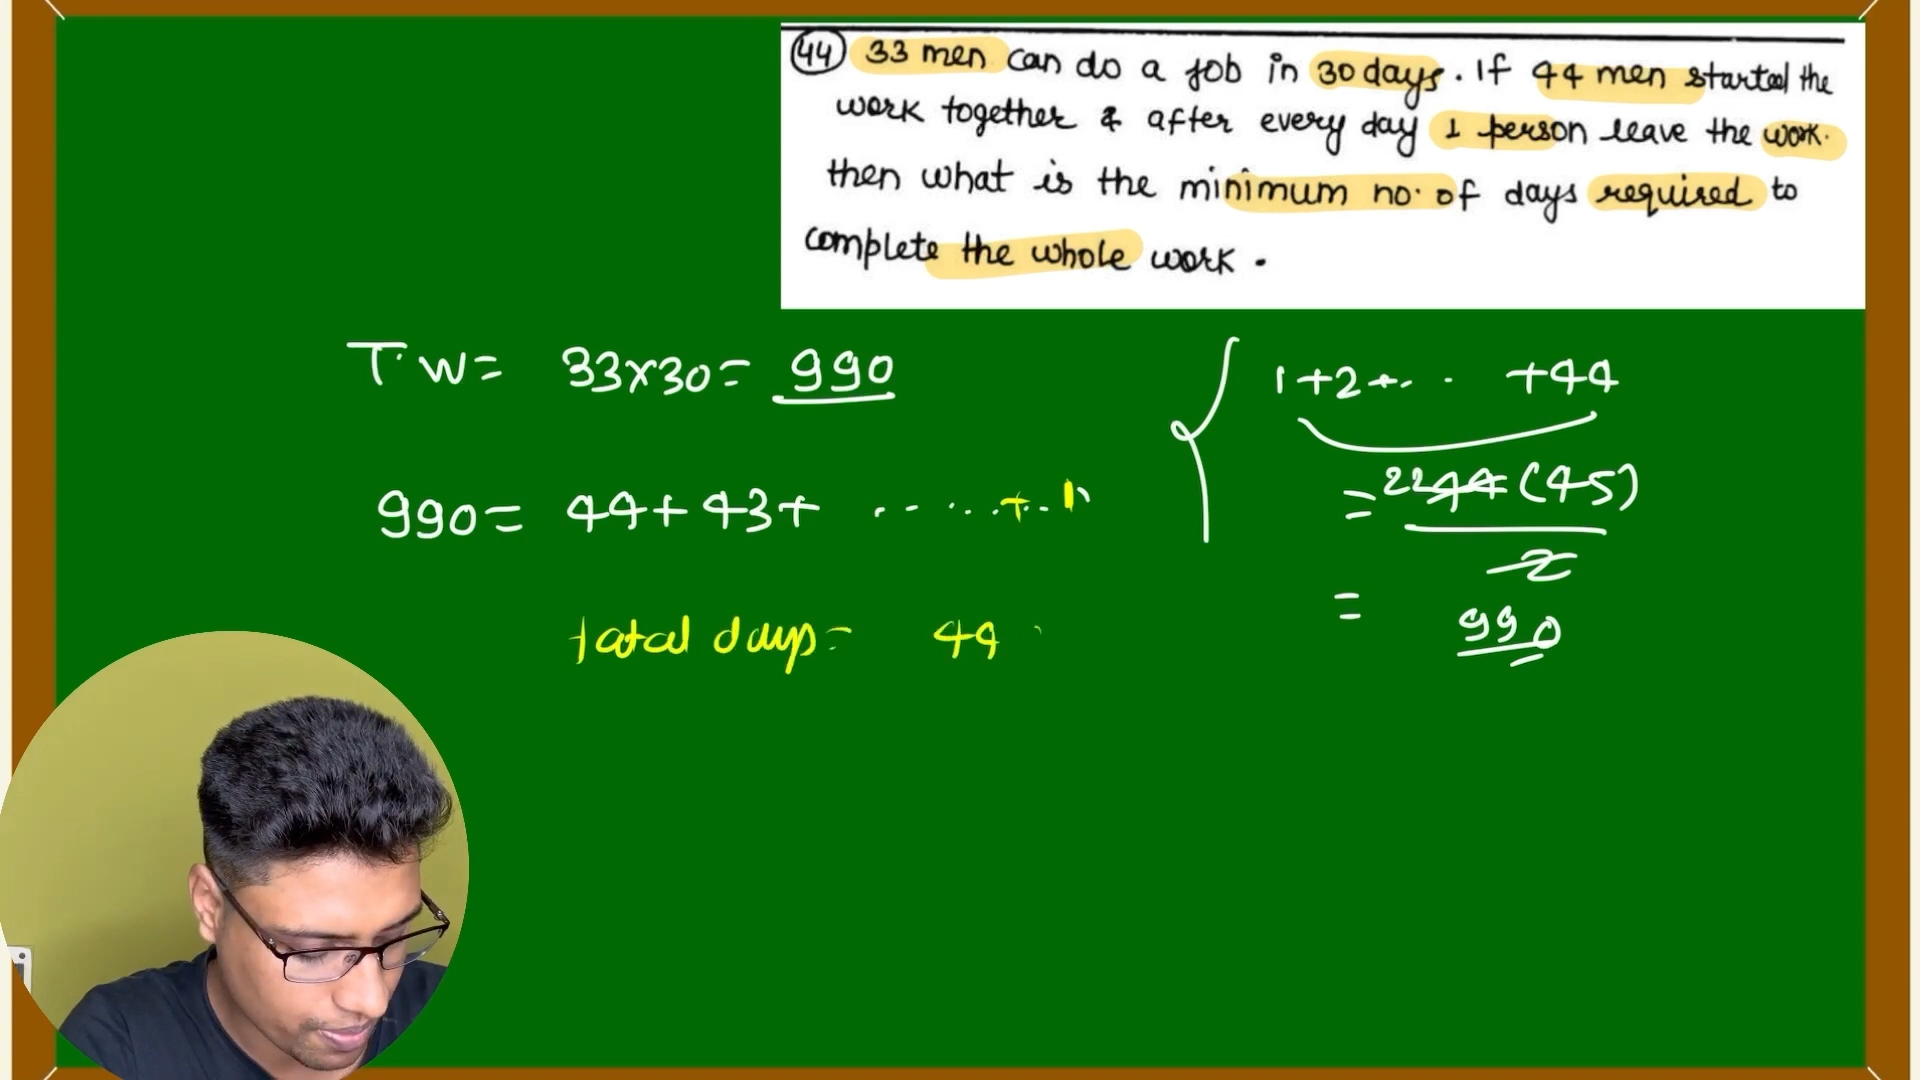 44 33 men can do a job in 30 days. If 44 men started the
work together & after every day 1 person leave the work.
then what is the minimum no. of days required to
complete the whole work.
T.W= 33x30= 990
990= 44+43+ ......... + .. 1
total days= 44
1+2+... +44
= 22 44 (45)
2
= 990